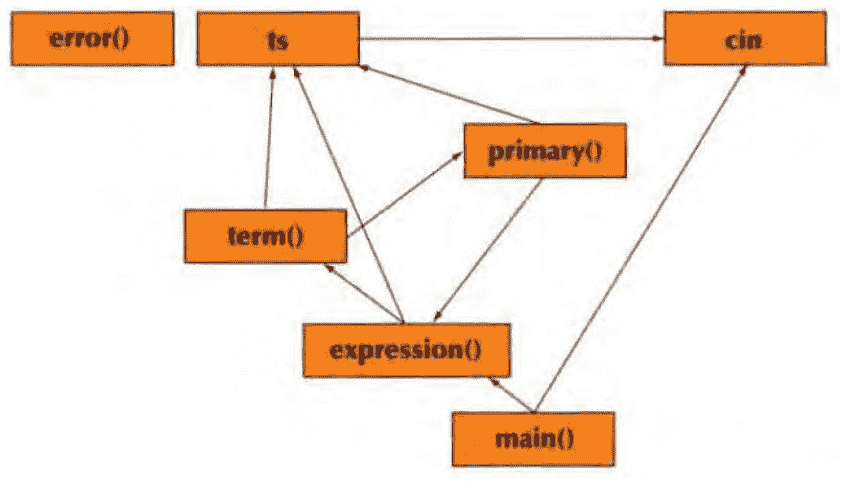 error()
ts
cin
primary()
term()
expression()
main()